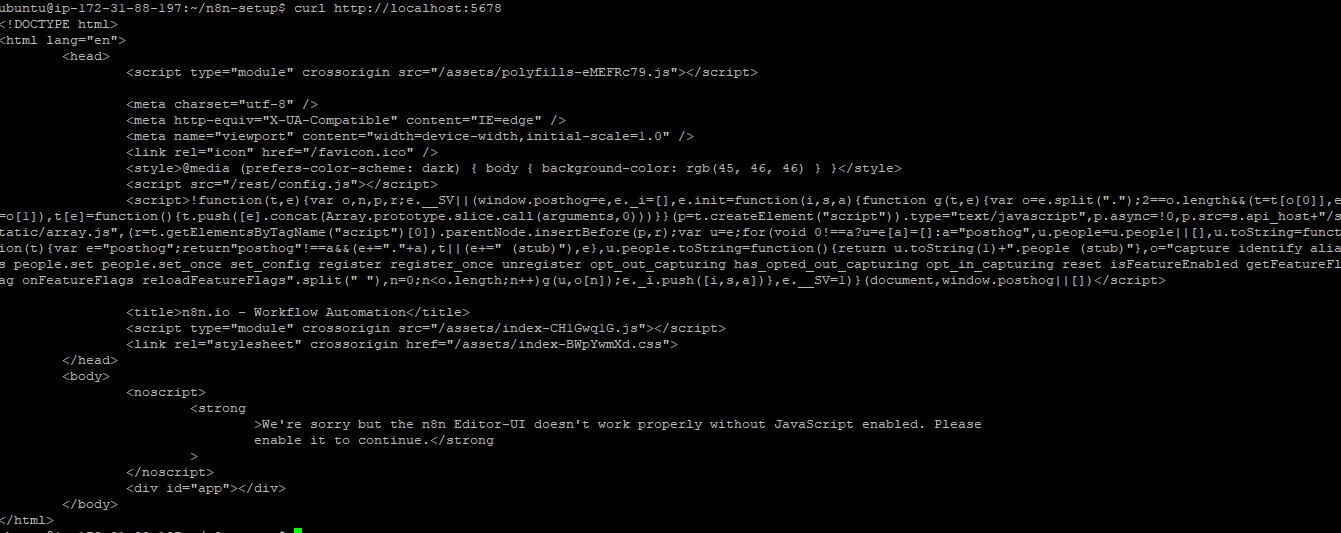 ubuntu@ip-172-31-88-197:~/n8n-setup$ curl http://localhost:5678
<!DOCTYPE html>
<html lang="en">
<head>
<script type="module" crossorigin src="/assets/polyfills-eMEFRc79.js"></script>
<meta charset="utf-8" />
<meta http-equiv="X-UA-Compatible" content="IE=edge" />
<meta name="viewport" content="width=device-width,initial-scale=1.0" />
<link rel="icon" href="/favicon.ico" />
<style>@media (prefers-color-scheme: dark) { body { background-color: rgb(45, 46, 46) } }</style>
<script src="/rest/config.js"></script>
<script>!function(t,e){var o,n,p,r;e.__SV||(window.posthog=e,e._i=[],e.init=function(i,s,a){function g(t,e){var o=e.split(".");2==o.length&&(t=t[o[0]],e
=o[1]),t[e]=function(){t.push([e].concat(Array.prototype.slice.call(arguments,0)))}}(p=t.createElement("script")).type="text/javascript",p.async=!0,p.src=s.api_host+"/s
tatic/array.js",(r=t.getElementsByTagName("script")[0]).parentNode.insertBefore(p,r);var u=e;for(void 0!==a?u=e[a]=[]:a="posthog",u.people=u.people||[],u.toString=funct
ion(t){var e="posthog";return"posthog"!==a&&(e+="."+a),t||(e+=" (stub)"),e},u.people.toString=function(){return u.toString(1)+".people (stub)"},o="capture identify alia
s people.set people.set_once set_config register register_once unregister opt_out_capturing has_opted_out_capturing opt_in_capturing reset isFeatureEnabled getFeatureFl
ag onFeatureFlags reloadFeatureFlags".split(" "),n=0;n<o.length;n++)g(u,o[n]);e._i.push([i,s,a])},e.__SV=1)}(document,window.posthog||[])</script>
<title>n8n.io - Workflow Automation</title>
<script type="module" crossorigin src="/assets/index-CH1Gwq1G.js"></script>
<link rel="stylesheet" crossorigin href="/assets/index-BWpYwmXd.css">
</head>
<body>
<noscript>
<strong
>We're sorry but the n8n Editor-UI doesn't work properly without JavaScript enabled. Please
enable it to continue.</strong
>
</noscript>
<div id="app"></div>
</body>
</html>